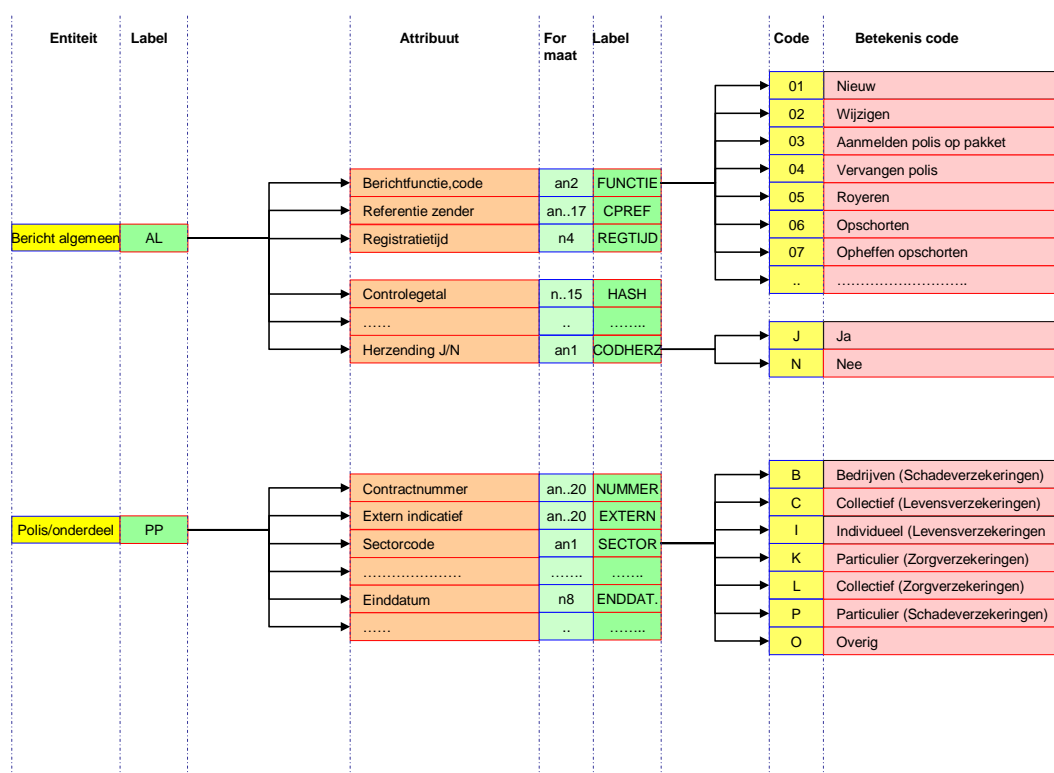 Entiteit Label Attribuut For maat Label Code Betekenis code
01 Nieuw
02 Wijzigen
03 Aanmelden polis op pakket
Berichtfunctie,code an2 FUNCTIE 04 Vervangen polis
Referentie zender an..17 CPREF 05 Royeren
Bericht algemeen AL Registratietijd n4 REGTIJD 06 Opschorten
07 Opheffen opschorten
Controlegetal n..15 HASH .. ……………………..
…… .. ……..
Herzending J/N an1 CODHERZ J Ja
N Nee
Contractnummer an..20 NUMMER B Bedrijven (Schadeverzekeringen)
Extern indicatief an..20 EXTERN C Collectief (Levensverzekeringen)
Polis/onderdeel PP Sectorcode an1 SECTOR I Individueel (Levensverzekeringen
………………… ……. ……. K Particulier (Zorgverzekeringen)
Einddatum n8 ENDDAT. L Collectief (Zorgverzekeringen)
…… .. …….. P Particulier (Schadeverzekeringen)
O Overig